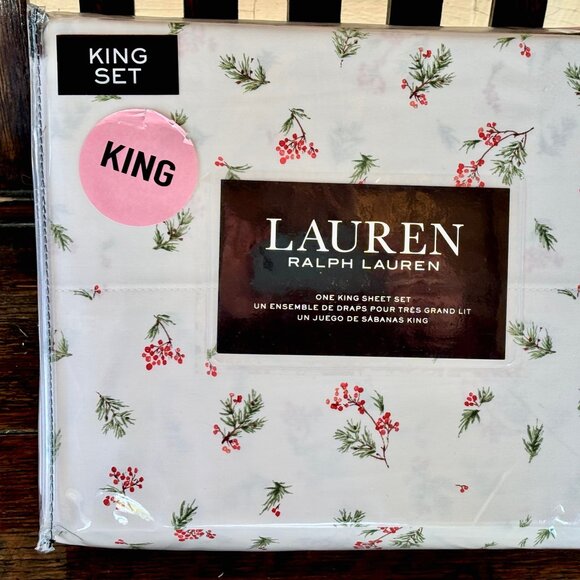 KING
SET
KING
LAUREN
RALPH LAUREN
ONE KING SHEET SET
UN ENSEMBLE DE DRAPS POUR TRÈS GRAND LIT
UN JUEGO DE SÁBANAS KING